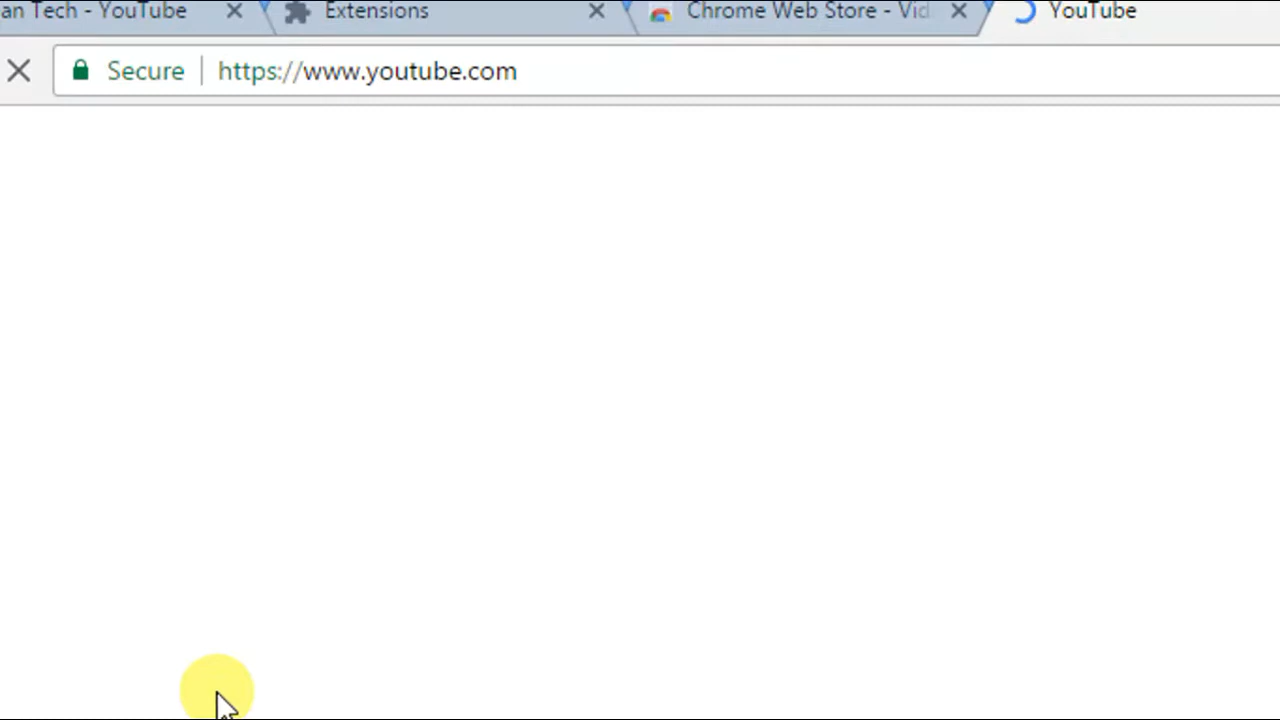 an Tech - YouTube
Extensions
Chrome Web Store - Vid
YouTube
Secure
https://www.youtube.com